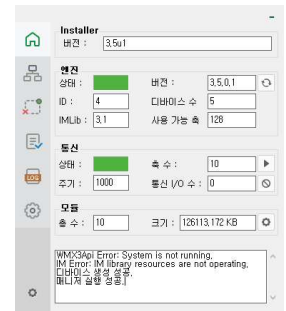 Installer
버전 : 3,5u1
엔진
상태 : 버전 : 3,5,0,1
ID : 4 디바이스 수 5
IMLib : 3,1 사용 가능 축 128
통신
상태 : 축 수 : 10
주기 : 1000 통신 I/O 수 : 0
모듈
총 수 : 10 크기 : 126113,172 KB
LOG
WMX3Api Error: System is not running,
IM Error: IM library resources are not operating,
디바이스 생성 성공,
매니저 실행 성공,